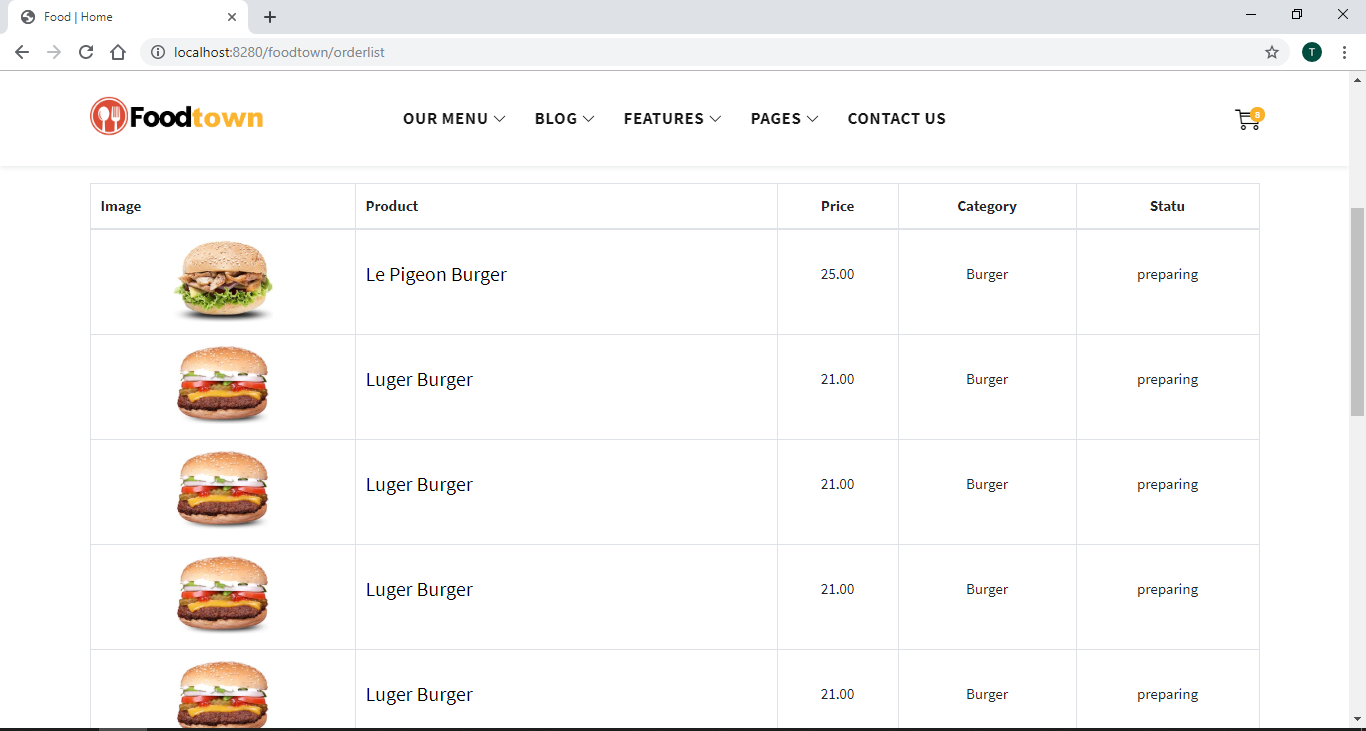 Food | Home
localhost:8280/foodtown/orderlist
T
Foodtown
OUR MENU BLOG FEATURES PAGES CONTACT US
8
Image Product Price Category Statu
Le Pigeon Burger 25.00 Burger preparing
Luger Burger 21.00 Burger preparing
Luger Burger 21.00 Burger preparing
Luger Burger 21.00 Burger preparing
Luger Burger 21.00 Burger preparing